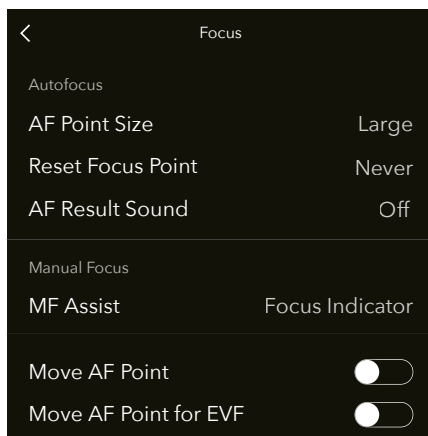 Focus
Autofocus
AF Point Size Large
Reset Focus Point Never
AF Result Sound Off
Manual Focus
MF Assist Focus Indicator
Move AF Point
Move AF Point for EVF